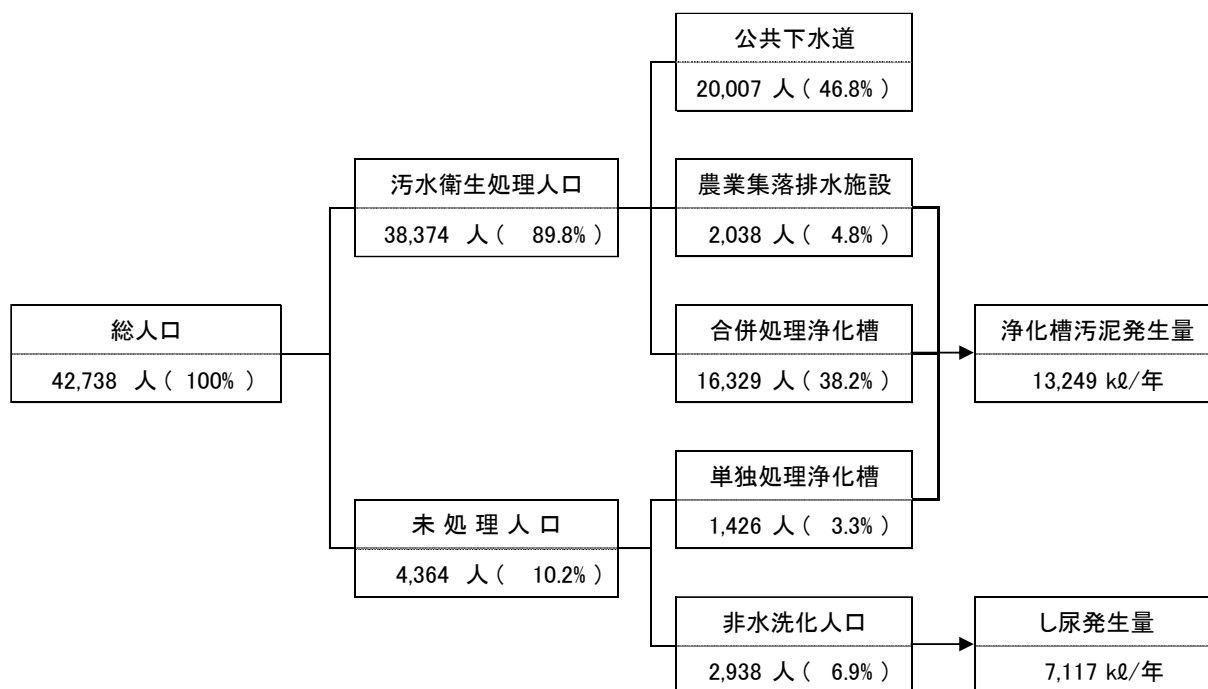 公共下水道
20,007 人 ( 46.8% )
汚水衛生処理人口
38,374 人 ( 89.8% )
農業集落排水施設
2,038 人 ( 4.8% )
総人口
42,738 人 ( 100% )
合併処理浄化槽
16,329 人 ( 38.2% )
浄化槽汚泥発生量
13,249 kℓ/年
単独処理浄化槽
1,426 人 ( 3.3% )
未 処 理 人 口
4,364 人 ( 10.2% )
非水洗化人口
2,938 人 ( 6.9% )
し尿発生量
7,117 kℓ/年